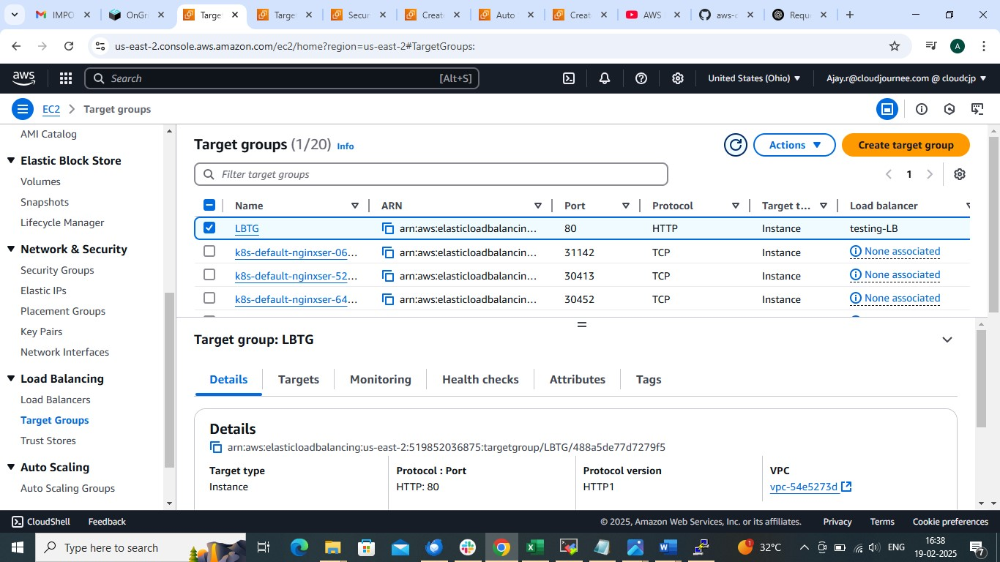 IMPO
OnGri
Targe
Targe
Secur
Create
Auto
Create
AWS
aws-c
Requ
us-east-2.console.aws.amazon.com/ec2/home?region=us-east-2#TargetGroups:
A
aws
Search
[Alt+S]
United States (Ohio)
Ajay.r@cloudjournee.com @ cloudcjp
EC2
Target groups
AMI Catalog
Elastic Block Store
Volumes
Snapshots
Lifecycle Manager
Network & Security
Security Groups
Elastic IPs
Placement Groups
Key Pairs
Network Interfaces
Load Balancing
Load Balancers
Target Groups
Trust Stores
Auto Scaling
Auto Scaling Groups
Target groups (1/20) Info
Actions
Create target group
Filter target groups
1
Name ARN Port Protocol Target t... Load balancer
LBTG arn:aws:elasticloadbalancin... 80 HTTP Instance testing-LB
k8s-default-nginxser-06... arn:aws:elasticloadbalancin... 31142 TCP Instance None associated
k8s-default-nginxser-52... arn:aws:elasticloadbalancin... 30413 TCP Instance None associated
k8s-default-nginxser-64... arn:aws:elasticloadbalancin... 30452 TCP Instance None associated
Target group: LBTG
Details Targets Monitoring Health checks Attributes Tags
Details
arn:aws:elasticloadbalancing:us-east-2:519852036875:targetgroup/LBTG/488a5de77d7279f5
Target type
Instance
Protocol : Port
HTTP: 80
Protocol version
HTTP1
VPC
vpc-54e5273d
CloudShell Feedback
© 2025, Amazon Web Services, Inc. or its affiliates. Privacy Terms Cookie preferences
Type here to search
1
32°C
ENG
16:38
19-02-2025
7